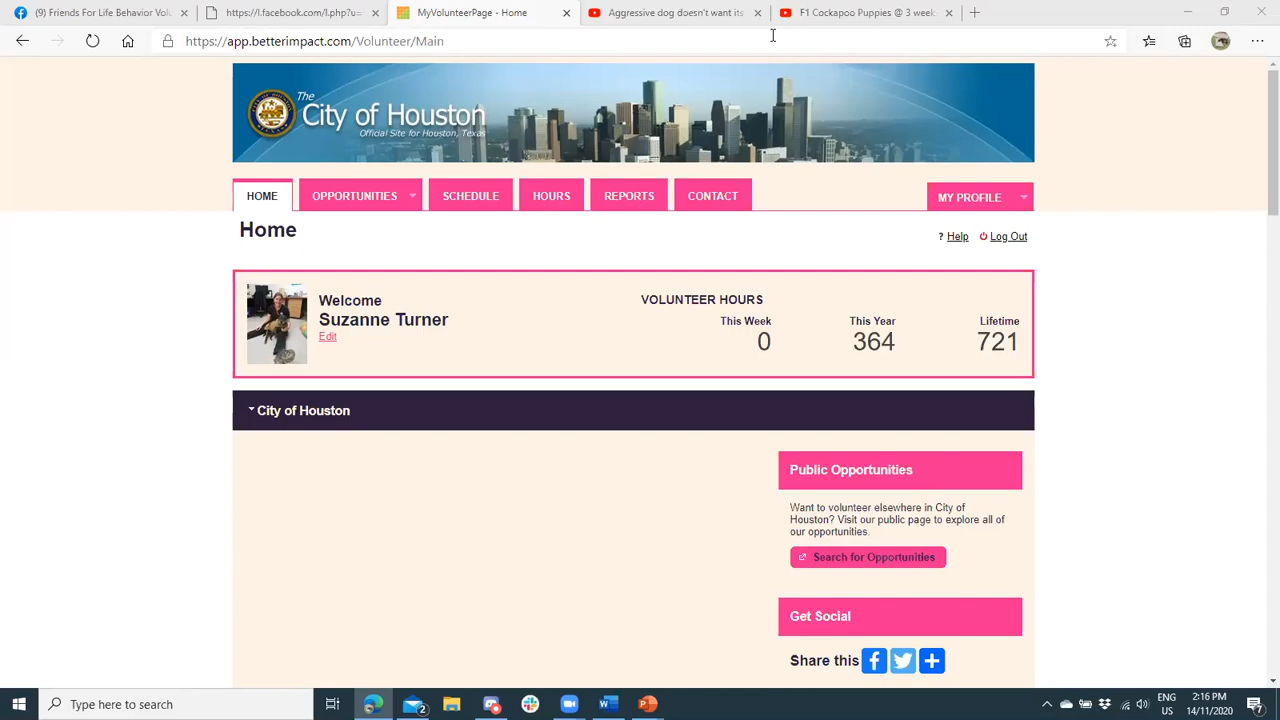 (9) Friends For Life Behavior Volu
http://l.facebook.com/l.php?u=
MyVolunteerPage - Home
Aggressive dog doesn't want its
F1 Cockapoo Puppies @ 3 week
https://app.betterimpact.com/Volunteer/Main
The
City of Houston
Official Site for Houston, Texas
HOME
OPPORTUNITIES
SCHEDULE
HOURS
REPORTS
CONTACT
MY PROFILE
Home
? Help
Log Out
Welcome
Suzanne Turner
Edit
VOLUNTEER HOURS
This Week
This Year
Lifetime
0
364
721
City of Houston
Public Opportunities
Want to volunteer elsewhere in City of
Houston? Visit our public page to explore all of
our opportunities.
Search for Opportunities
Get Social
Share this
Type here to search
2
ENG
US
2:16 PM
14/11/2020
7